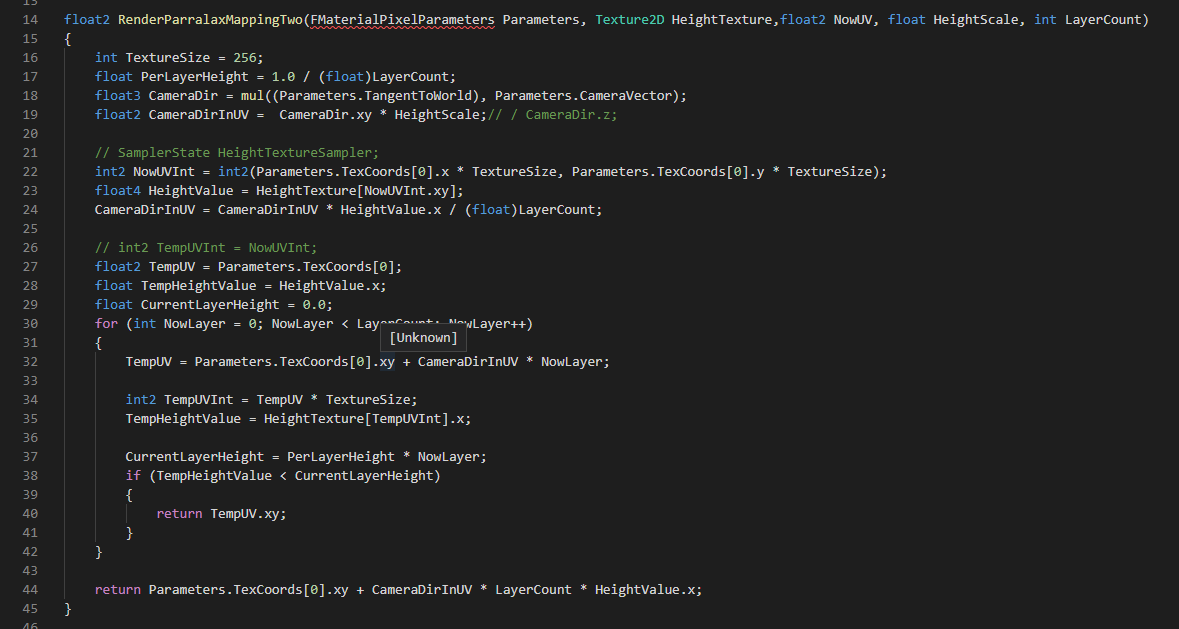 13
14 float2 RenderParralaxMappingTwo(FMaterialPixelParameters Parameters, Texture2D HeightTexture,float2 NowUV, float HeightScale, int LayerCount)
15 {
16     int TextureSize = 256;
17     float PerLayerHeight = 1.0 / (float)LayerCount;
18     float3 CameraDir = mul((Parameters.TangentToWorld), Parameters.CameraVector);
19     float2 CameraDirInUV =  CameraDir.xy * HeightScale;// / CameraDir.z;
20
21     // SamplerState HeightTextureSampler;
22     int2 NowUVInt = int2(Parameters.TexCoords[0].x * TextureSize, Parameters.TexCoords[0].y * TextureSize);
23     float4 HeightValue = HeightTexture[NowUVInt.xy];
24     CameraDirInUV = CameraDirInUV * HeightValue.x / (float)LayerCount;
25
26     // int2 TempUVInt = NowUVInt;
27     float2 TempUV = Parameters.TexCoords[0];
28     float TempHeightValue = HeightValue.x;
29     float CurrentLayerHeight = 0.0;
30     for (int NowLayer = 0; NowLayer < LayerCount; NowLayer++)
[Unknown]
31     {
32         TempUV = Parameters.TexCoords[0].xy + CameraDirInUV * NowLayer;
33
34         int2 TempUVInt = TempUV * TextureSize;
35         TempHeightValue = HeightTexture[TempUVInt].x;
36
37         CurrentLayerHeight = PerLayerHeight * NowLayer;
38         if (TempHeightValue < CurrentLayerHeight)
39         {
40             return TempUV.xy;
41         }
42     }
43
44     return Parameters.TexCoords[0].xy + CameraDirInUV * LayerCount * HeightValue.x;
45 }
46